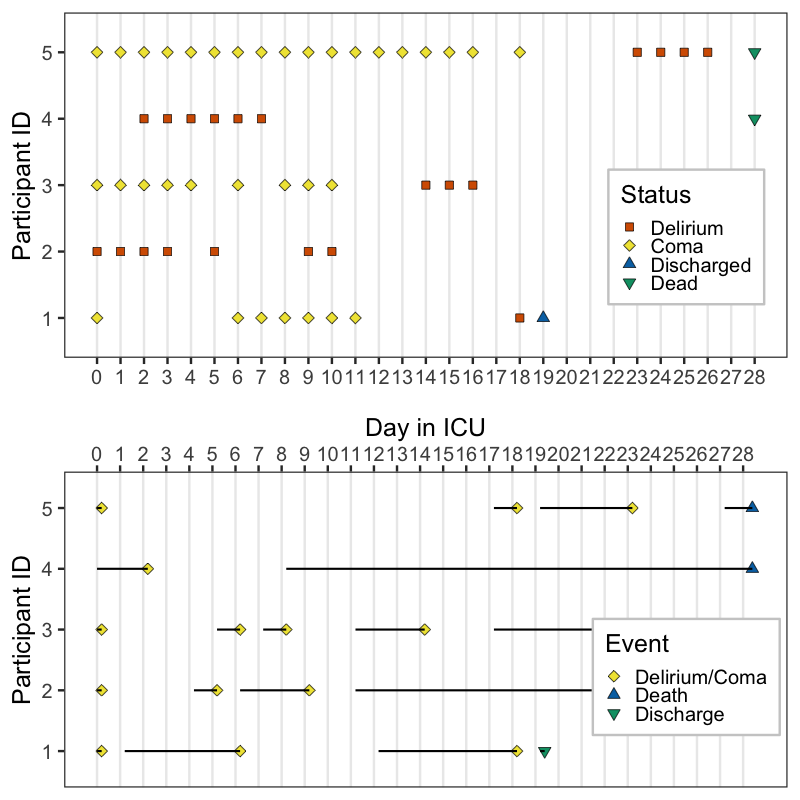 Participant ID
5
4
3
2
1
Status
Delirium
Coma
Discharged
Dead
0 1 2 3 4 5 6 7 8 9 10 11 12 13 14 15 16 17 18 19 20 21 22 23 24 25 26 27 28
Day in ICU
0 1 2 3 4 5 6 7 8 9 10 11 12 13 14 15 16 17 18 19 20 21 22 23 24 25 26 27 28
Participant ID
5
4
3
2
1
Event
Delirium/Coma
Death
Discharge